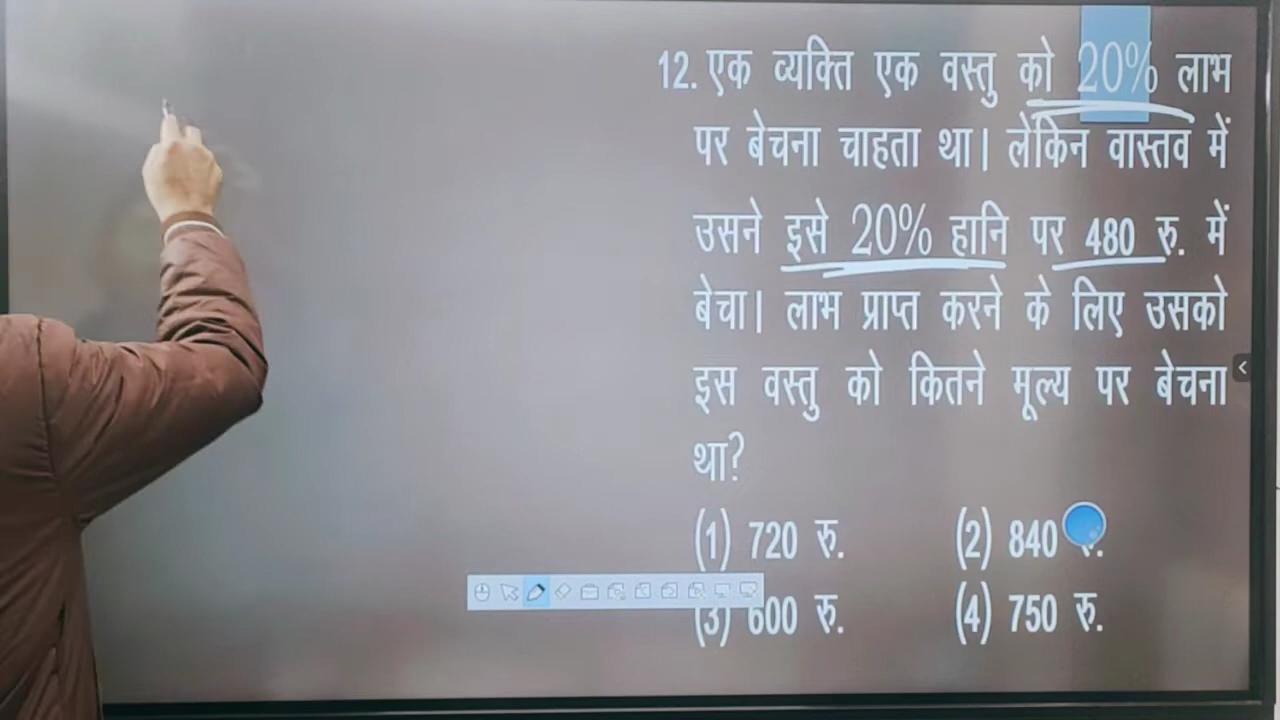 12. एक व्यक्ति एक वस्तु को 20% लाभ
पर बेचना चाहता था। लेकिन वास्तव में
उसने इसे 20% हानि पर 480 रु. में
बेचा। लाभ प्राप्त करने के लिए उसको
इस वस्तु को कितने मूल्य पर बेचना
था?
(1) 720 रु. (2) 840 रु.
(3) 600 रु. (4) 750 रु.